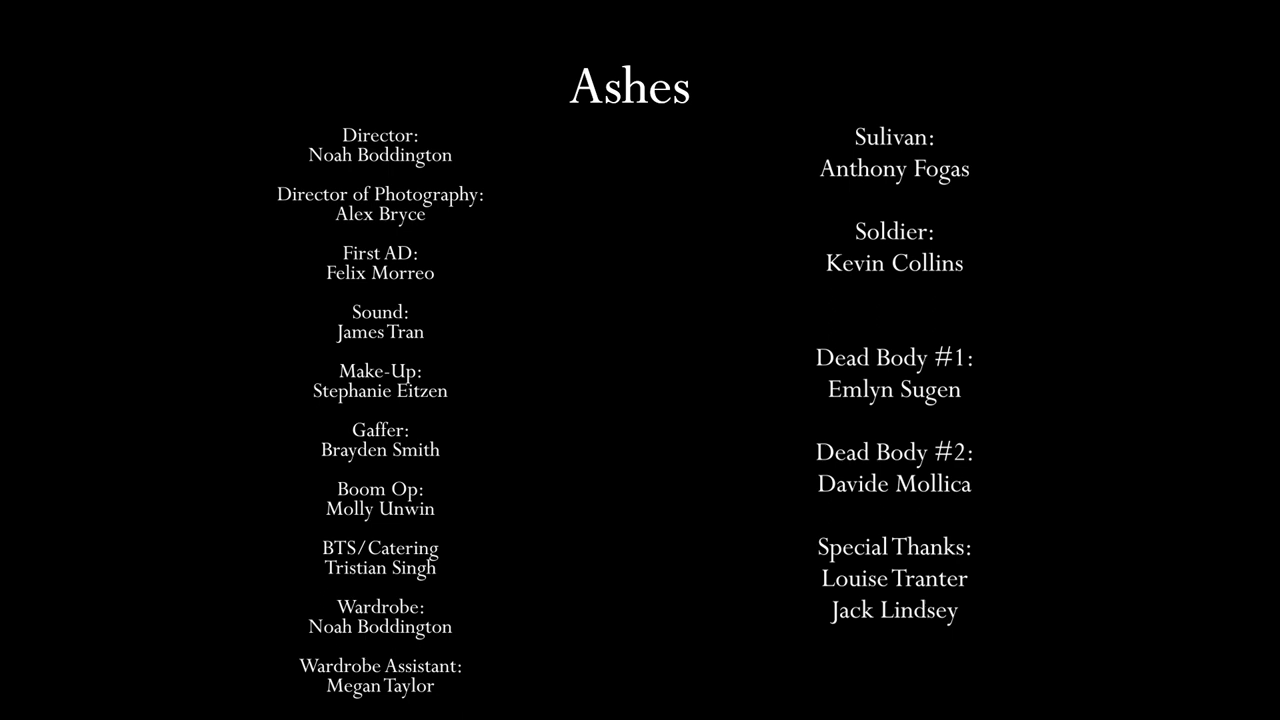 Ashes
Director:
Noah Boddington
Director of Photography:
Alex Bryce
First AD:
Felix Morreo
Sound:
James Tran
Make-Up:
Stephanie Eitzen
Gaffer:
Brayden Smith
Boom Op:
Molly Unwin
BTS/Catering
Tristian Singh
Wardrobe:
Noah Boddington
Wardrobe Assistant:
Megan Taylor
Sulivan:
Anthony Fogas
Soldier:
Kevin Collins
Dead Body #1:
Emlyn Sugen
Dead Body #2:
Davide Mollica
Special Thanks:
Louise Tranter
Jack Lindsey